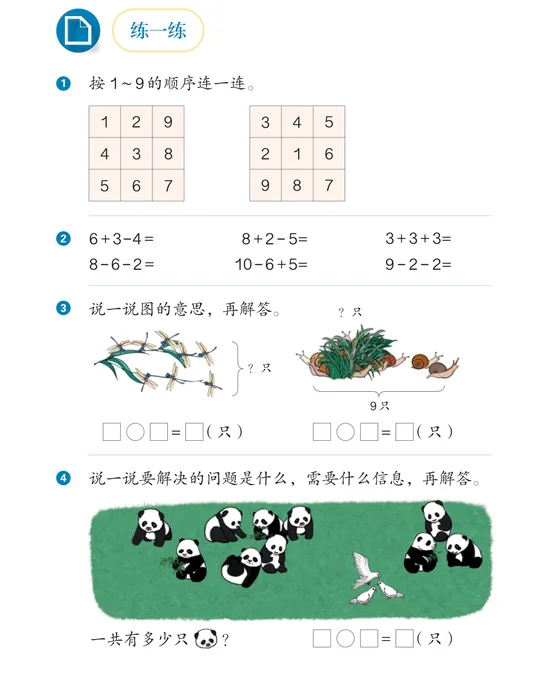 练一练
1 按1~9的顺序连一连。
1 2 9
4 3 8
5 6 7
3 4 5
2 1 6
9 8 7
2 6+3-4= 8+2-5= 3+3+3=
8-6-2= 10-6+5= 9-2-2=
3 说一说图的意思，再解答。
？只
？只
9只
□○□=□(只) □○□=□(只)
4 说一说要解决的问题是什么，需要什么信息，再解答。
一共有多少只 ？ □○□=□(只)